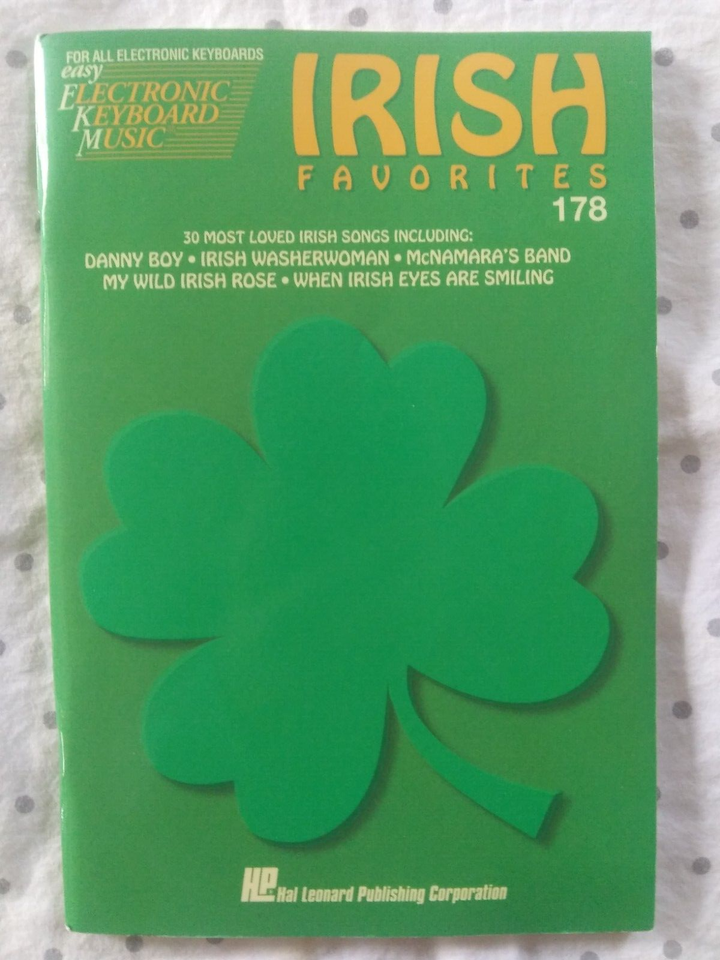 FOR ALL ELECTRONIC KEYBOARDS
easy
ELECTRONIC
KEYBOARD
MUSIC
IRISH
FAVORITES
178
30 MOST LOVED IRISH SONGS INCLUDING:
DANNY BOY • IRISH WASHERWOMAN • McNAMARA'S BAND
MY WILD IRISH ROSE • WHEN IRISH EYES ARE SMILING
HP Hal Leonard Publishing Corporation